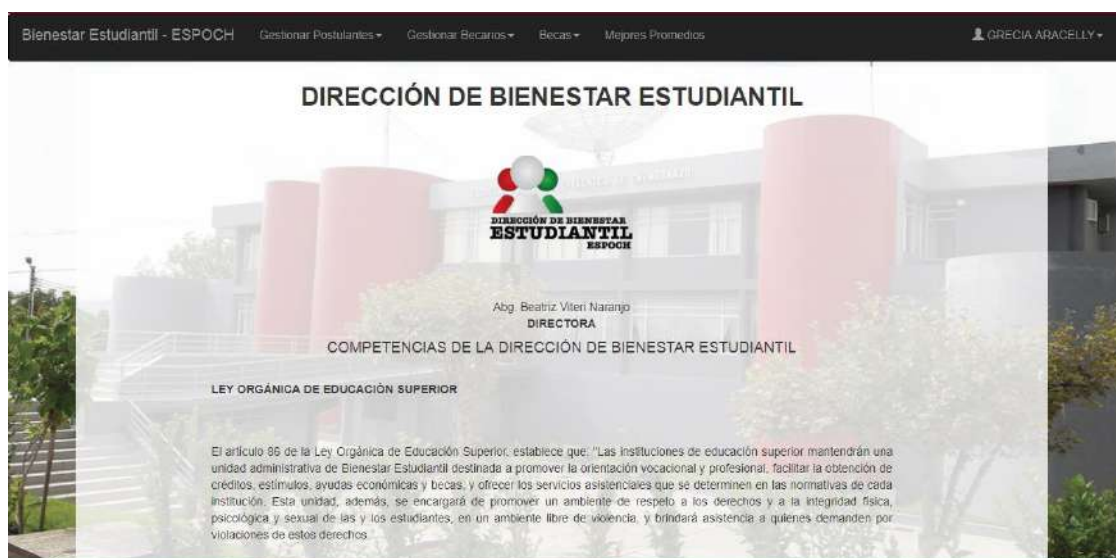 Bienestar Estudiantil - ESPOCH Gestionar Postulantes Gestionar Becarios Becas Mejores Promedios GRECIA ARACELLY
DIRECCIÓN DE BIENESTAR ESTUDIANTIL
DIRECCIÓN DE BIENESTAR
ESTUDIANTIL
ESPOCH
Abg. Beatriz Viteri Naranjo
DIRECTORA
COMPETENCIAS DE LA DIRECCIÓN DE BIENESTAR ESTUDIANTIL
LEY ORGÁNICA DE EDUCACIÓN SUPERIOR
El artículo 86 de la Ley Orgánica de Educación Superior, establece que: "Las instituciones de educación superior mantendrán una
unidad administrativa de Bienestar Estudiantil destinada a promover la orientación vocacional y profesional, facilitar la obtención de
créditos, estímulos, ayudas económicas y becas, y ofrecer los servicios asistenciales que se determinen en las normativas de cada
institución. Esta unidad, además, se encargará de promover un ambiente de respeto a los derechos y a la integridad física,
psicológica y sexual de las y los estudiantes, en un ambiente libre de violencia, y brindará asistencia a quienes demanden por
violaciones de estos derechos